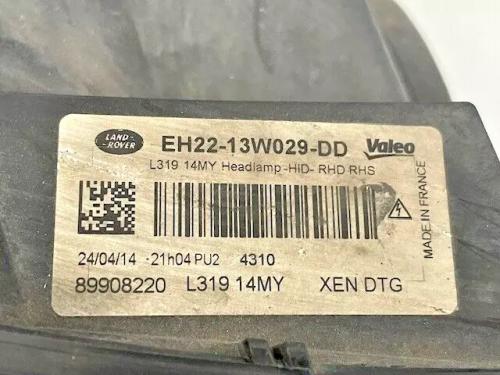 LAND-
-ROVER
EH22-13W029-DD Valeo
L319 14MY Headlamp -HID- RHD RHS
24/04/14 -21h04 PU2 4310
89908220 L319 14MY XEN DTG
MADE IN FRANCE